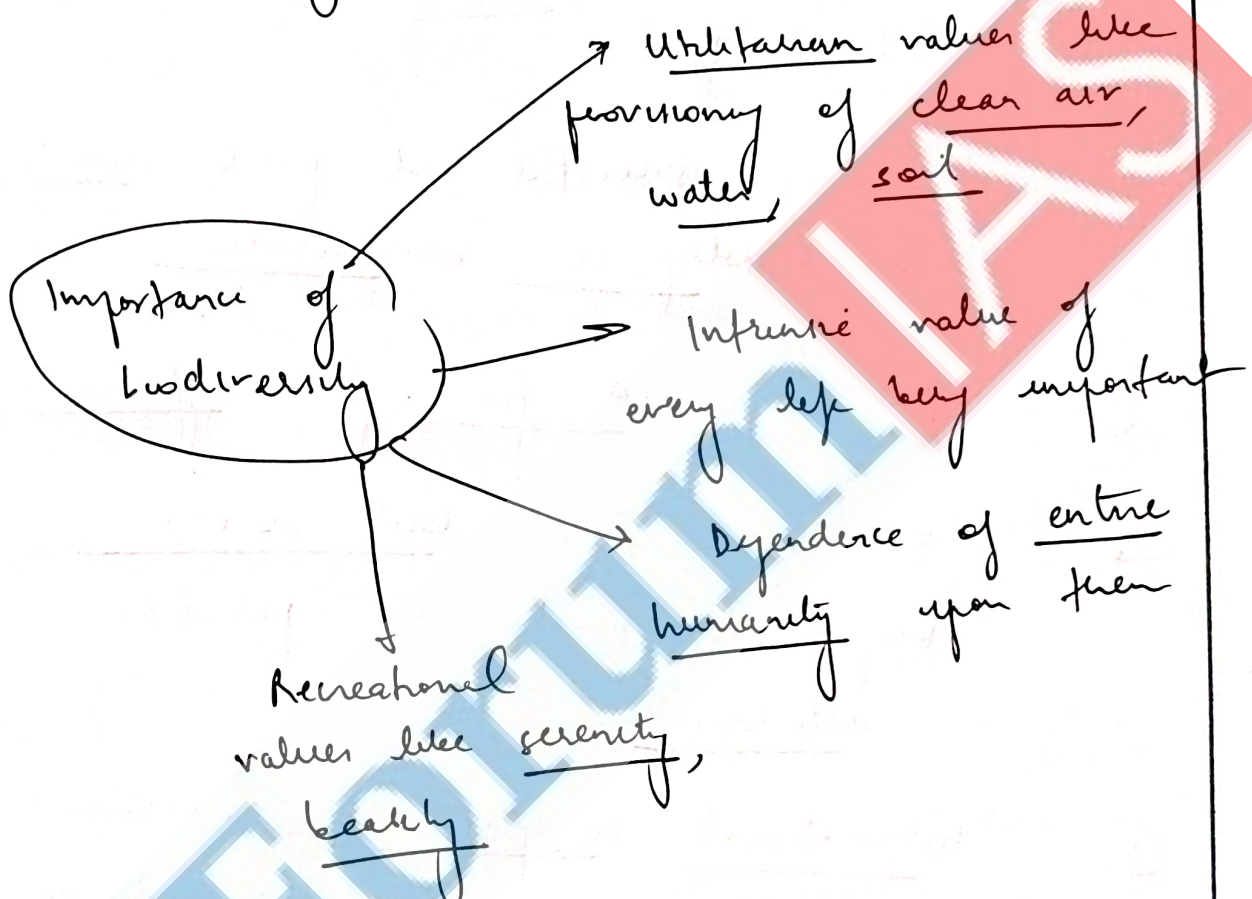 Utilitarian values like
provisioning of clean air,
water, soil
Importance of
biodiversity
Intrinsic value of
every life being important
Dependence of entire
humanity upon them
Recreational
values like serenity,
beauty
Forum IAS